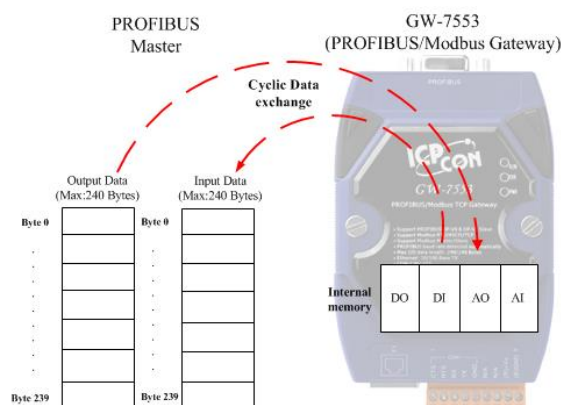 PROFIBUS
Master
GW-7553
(PROFIBUS/Modbus Gateway)
PROFIBUS
Cyclic Data
exchange
ICP
CON
GW-7553
PROFIBUS/Modbus TCP Gateway
Output Data
(Max:240 Bytes)
Input Data
(Max:240 Bytes)
Byte 0
Byte 0
Internal
memory
DO
DI
AO
AI
Byte 239
Byte 239